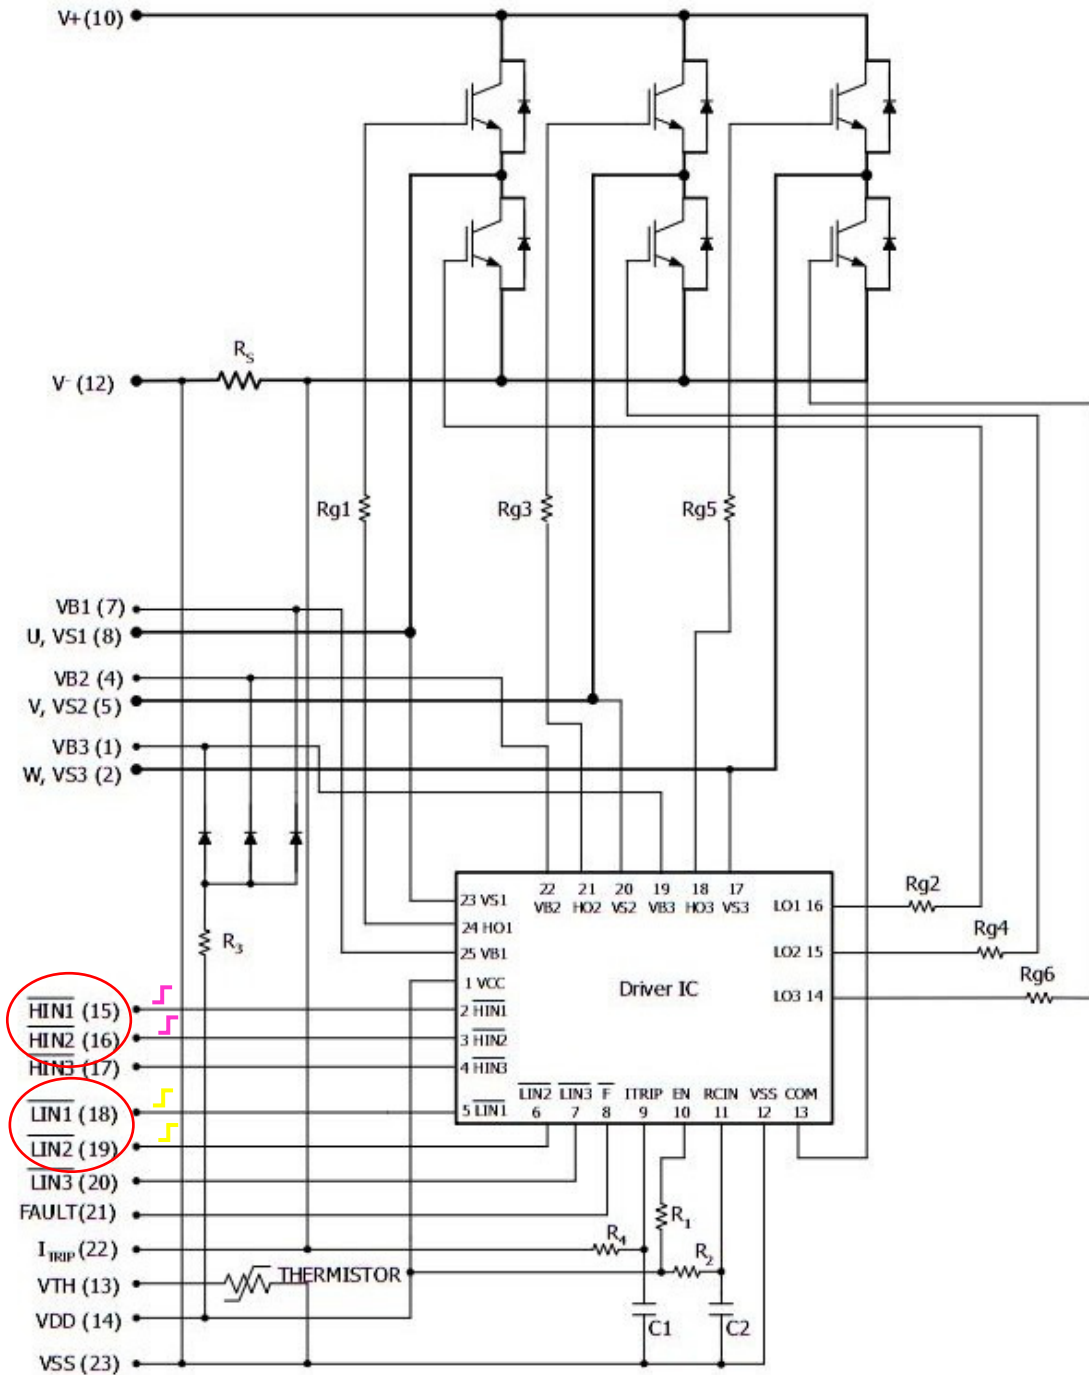 V+(10)
V- (12)
RS
Rg1
Rg3
Rg5
VB1 (7)
U, VS1 (8)
VB2 (4)
V, VS2 (5)
VB3 (1)
W, VS3 (2)
R3
23 VS1
24 HO1
25 VB1
1 VCC
2 HIN1
3 HIN2
4 HIN3
5 LIN1
22 21 20 19 18 17
VB2 HO2 VS2 VB3 HO3 VS3
LO1 16
LO2 15
LO3 14
Driver IC
LIN2 LIN3 F ITRIP EN RCIN VSS COM
6 7 8 9 10 11 12 13
Rg2
Rg4
Rg6
HIN1 (15)
HIN2 (16)
HIN3 (17)
LIN1 (18)
LIN2 (19)
LIN3 (20)
FAULT(21)
ITRIP (22)
VTH (13)
VDD (14)
VSS (23)
THERMISTOR
R4
R1
R2
C1
C2